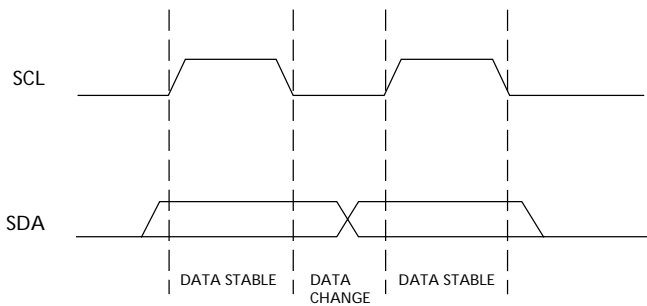 SCL
SDA
DATA STABLE
DATA
CHANGE
DATA STABLE